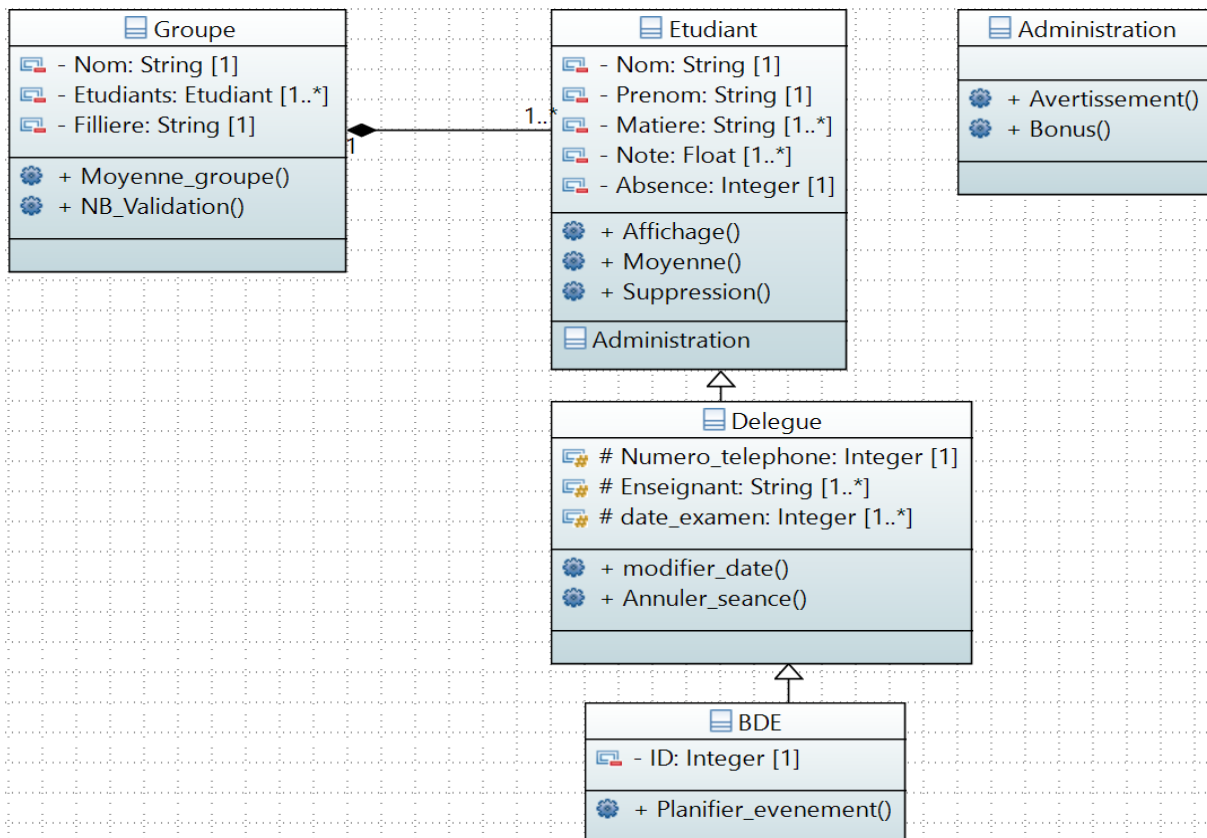 Groupe
- Nom: String [1]
- Etudiants: Etudiant [1..*]
- Filliere: String [1]
+ Moyenne_groupe()
+ NB_Validation()
1
1..*
Etudiant
- Nom: String [1]
- Prenom: String [1]
- Matiere: String [1..*]
- Note: Float [1..*]
- Absence: Integer [1]
+ Affichage()
+ Moyenne()
+ Suppression()
Administration
Administration
+ Avertissement()
+ Bonus()
Delegue
# Numero_telephone: Integer [1]
# Enseignant: String [1..*]
# date_examen: Integer [1..*]
+ modifier_date()
+ Annuler_seance()
BDE
- ID: Integer [1]
+ Planifier_evenement()